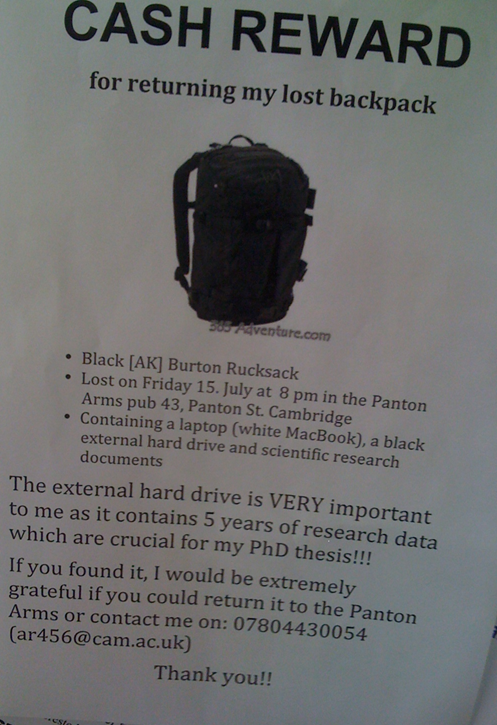 CASH REWARD
for returning my lost backpack
585 Adventure.com
• Black [AK] Burton Rucksack
• Lost on Friday 15. July at 8 pm in the Panton
Arms pub 43, Panton St. Cambridge
• Containing a laptop (white MacBook), a black
external hard drive and scientific research
documents
The external hard drive is VERY important
to me as it contains 5 years of research data
which are crucial for my PhD thesis!!!
If you found it, I would be extremely
grateful if you could return it to the Panton
Arms or contact me on: 07804430054
(ar456@cam.ac.uk)
Thank you!!